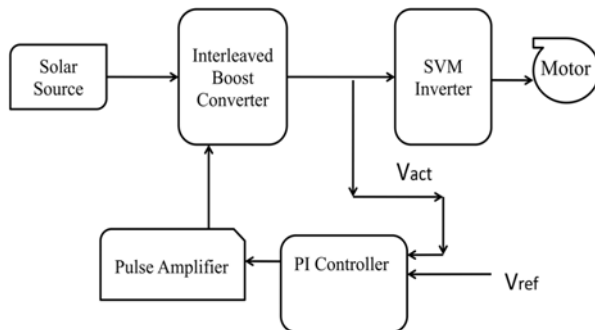 Solar
Source
Interleaved
Boost
Converter
SVM
Inverter
Motor
Vact
Pulse Amplifier
PI Controller
Vref